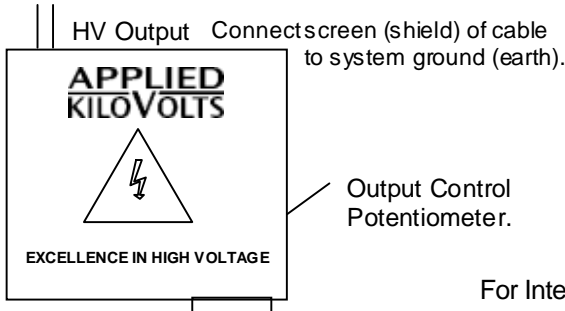 HV Output Connect screen (shield) of cable
to system ground (earth).
APPLIED
KILOVOLTS
Output Control
Potentiometer.
EXCELLENCE IN HIGH VOLTAGE
For Inte